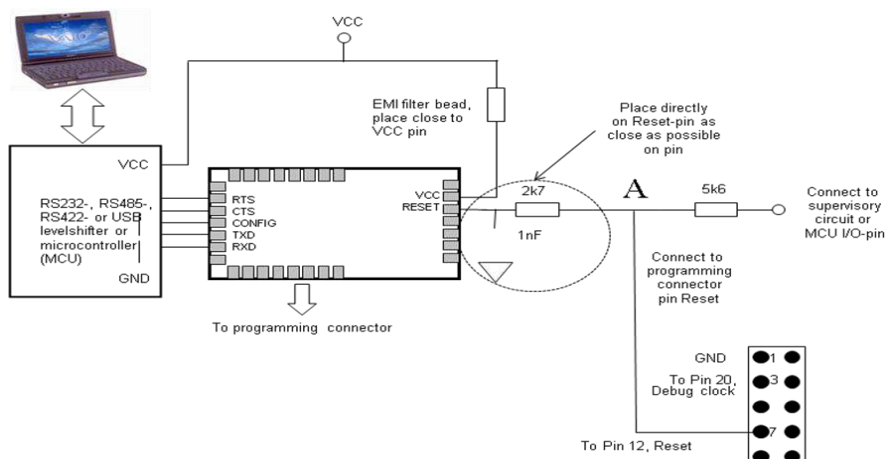 VCC
EMI filter bead,
place close to
VCC pin
Place directly
on Reset-pin as
close as possible
on pin
VCC
RS232-, RS485-,
RS422- or USB
levelshifter or
microcontroller
(MCU)
GND
RTS
CTS
CONFIG
TXD
RXD
VCC
RESET
2k7
1nF
A
5k6
Connect to
supervisory
circuit or
MCU I/O-pin
Connect to
programming
connector
pin Reset
To programming connector
GND
1
To Pin 20,
Debug clock
3
7
To Pin 12, Reset